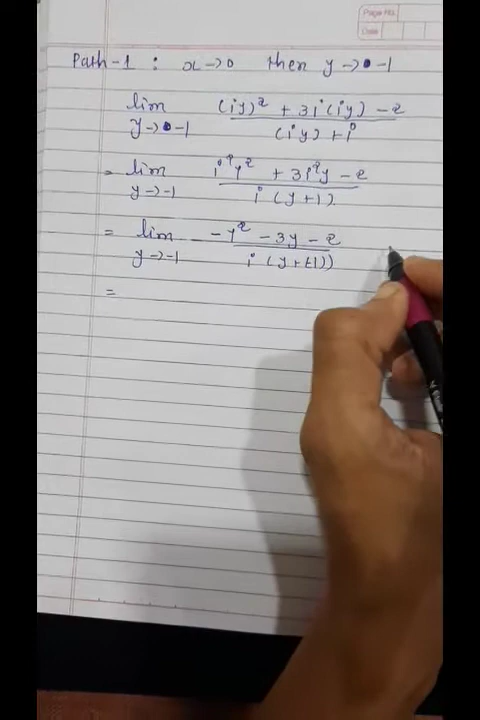 Page No.
Date
Path-1 : x→0 then y→-1
lim (iy)² + 3i(iy) - 2
y→-1 (iy) + i
= lim i²y² + 3i²y - 2
y→-1 i (y+1)
= lim -y² - 3y - 2
y→-1 i (y+(1))
=